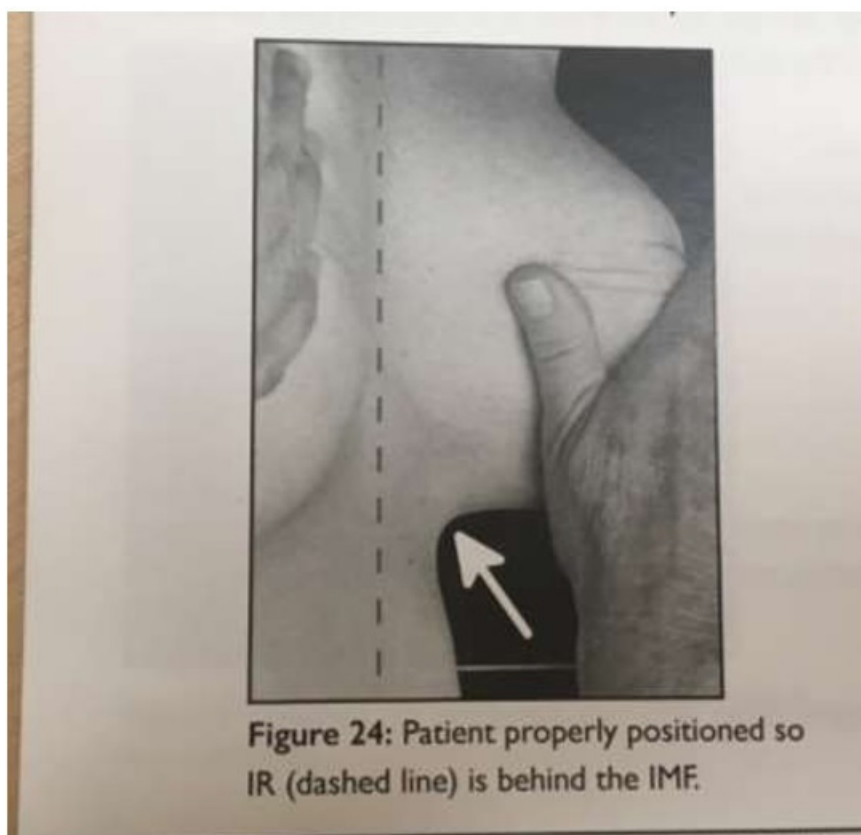 Figure 24: Patient properly positioned so
IR (dashed line) is behind the IMF.